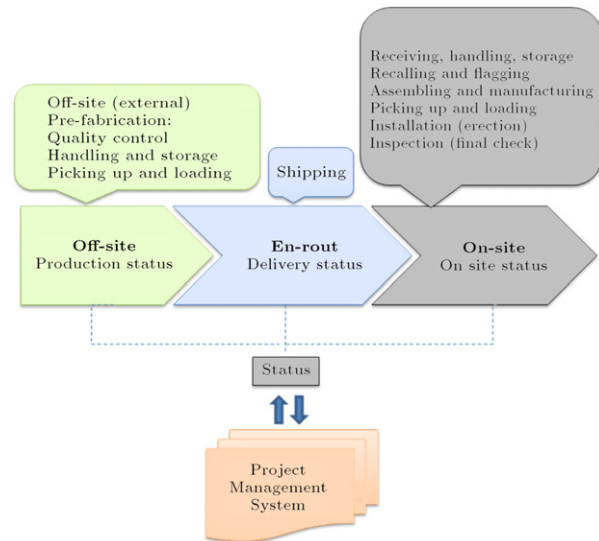 Receiving, handling, storage
Recalling and flagging
Assembling and manufacturing
Picking up and loading
Installation (erection)
Inspection (final check)
Off-site (external)
Pre-fabrication:
Quality control
Handling and storage
Picking up and loading
Shipping
Off-site
Production status
En-rout
Delivery status
On-site
On site status
Status
Project
Management
System